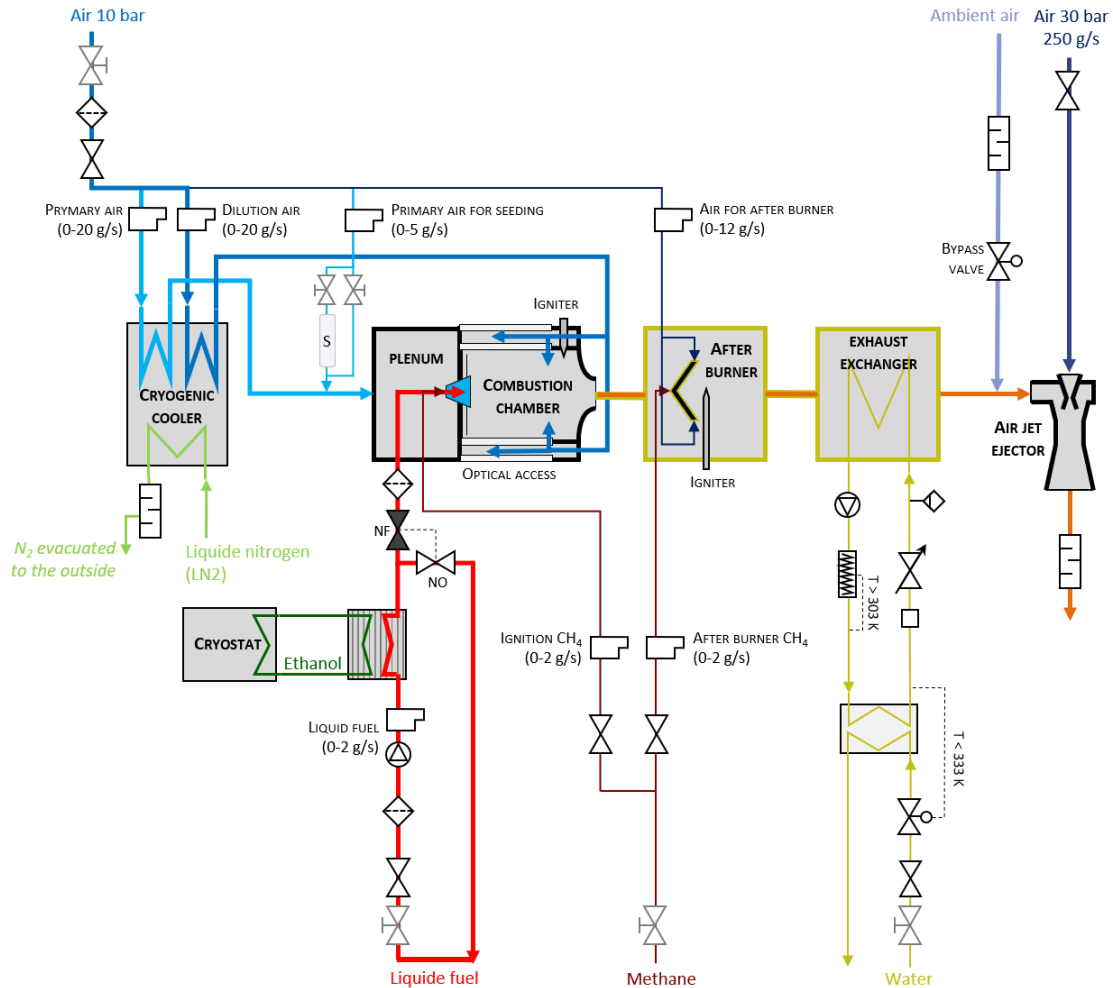 Air 10 bar
Ambient air
Air 30 bar
250 g/s
Prymary air
(0-20 g/s)
Dilution air
(0-20 g/s)
Primary air for seeding
(0-5 g/s)
Air for after burner
(0-12 g/s)
Bypass
valve
Igniter
S
Plenum
Combustion
chamber
After
burner
Exhaust
exchanger
Cryogenic
cooler
Air jet
ejector
Optical access
Igniter
N2 evacuated
to the outside
Liquide nitrogen
(LN2)
NF
NO
T > 303 K
Cryostat
Ethanol
Ignition CH4
(0-2 g/s)
After burner CH4
(0-2 g/s)
Liquid fuel
(0-2 g/s)
T < 333 K
Liquide fuel
Methane
Water